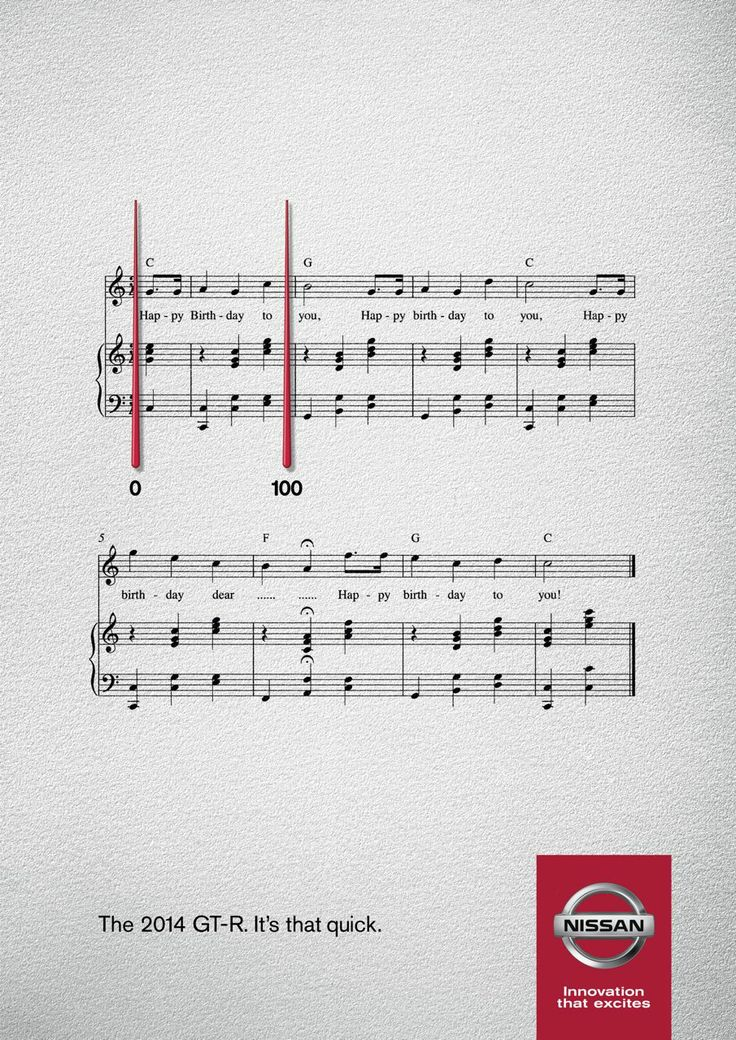 C G C
Hap - py Birth - day to you, Hap - py birth - day to you, Hap - py
0 100
5 F G C
birth - day dear ...... ...... Hap - py birth - day to you!
The 2014 GT-R. It's that quick.
NISSAN
Innovation
that excites